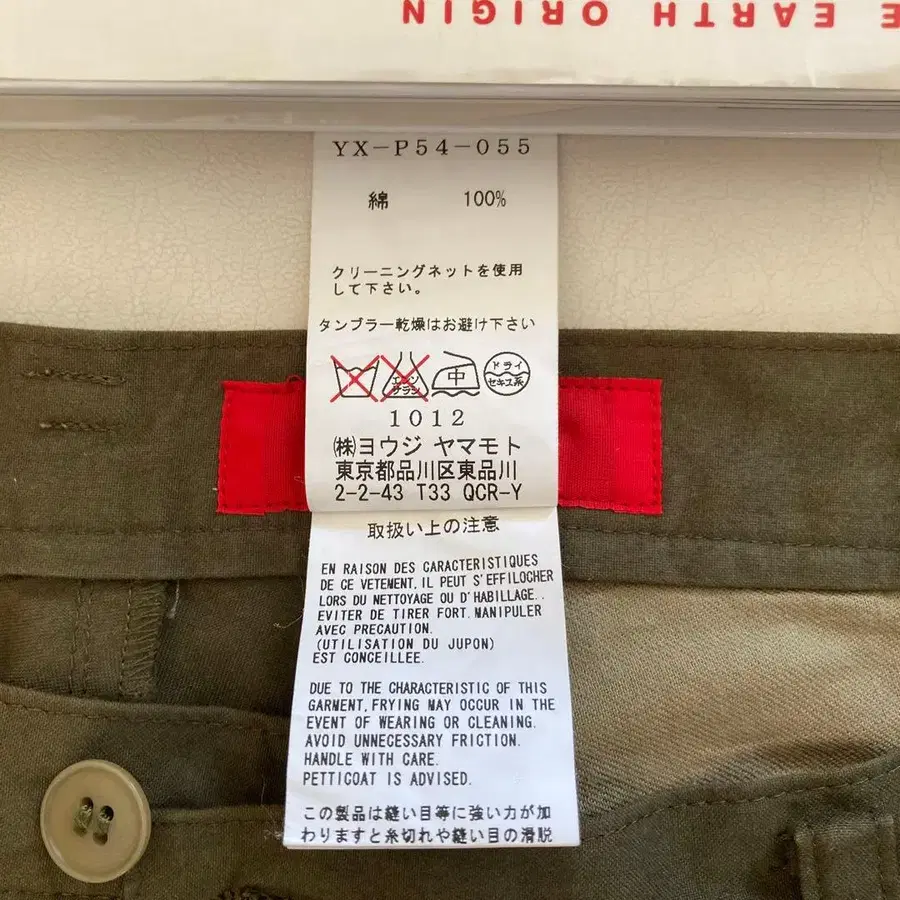 E EARTH ORIGIN
YX-P54-055
綿 100%
クリーニングネットを使用
して下さい。
タンブラー乾燥はお避け下さい
エンソ
サラシ
中
ドライ
セキユ系
1012
㈱ヨウジ ヤマモト
東京都品川区東品川
2-2-43 T33 QCR-Y
取扱い上の注意
EN RAISON DES CARACTERISTIQUES
DE CE VETEMENT,IL PEUT S'EFFILOCHER
LORS DU NETTOYAGE OU D'HABILLAGE..
EVITER DE TIRER FORT.MANIPULER
AVEC PRECAUTION.
(UTILISATION DU JUPON)
EST CONCEILLEE.
DUE TO THE CHARACTERISTIC OF THIS
GARMENT,FRYING MAY OCCUR IN THE
EVENT OF WEARING OR CLEANING.
AVOID UNNECESSARY FRICTION.
HANDLE WITH CARE.
PETTICOAT IS ADVISED.
この製品は縫い目等に強い力が加
わりますと糸切れや縫い目の滑脱